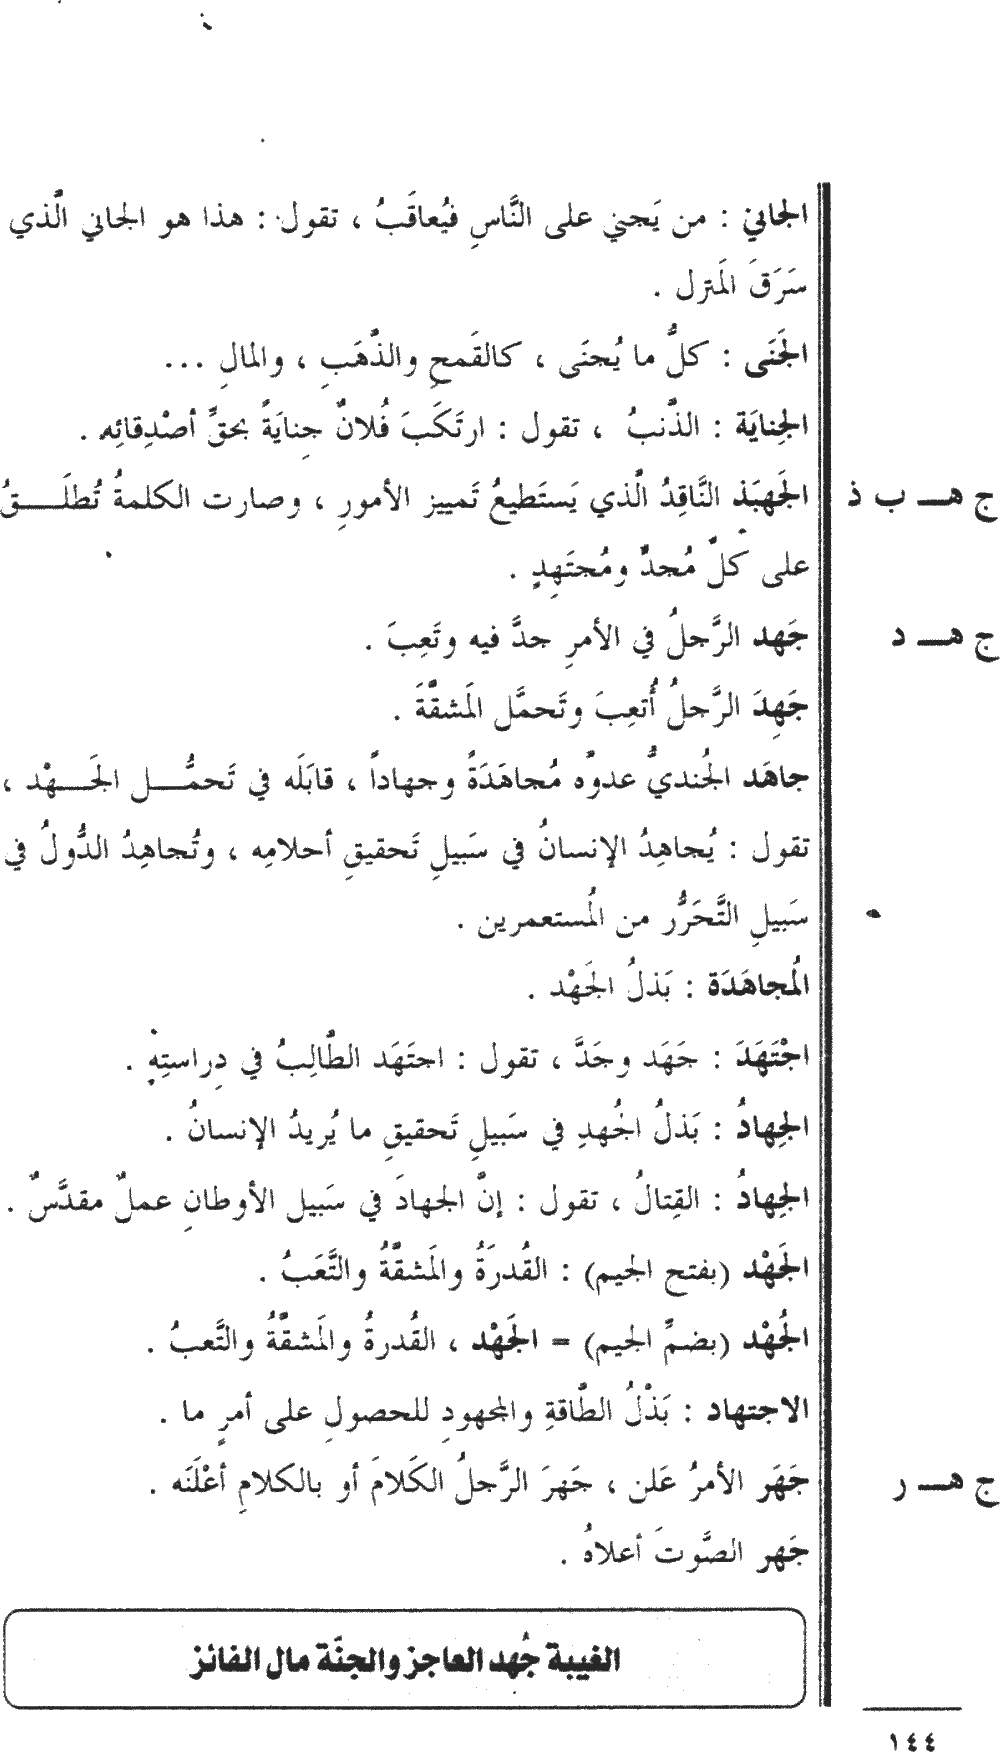 الجاني : من يَجني على النَّاسِ فيُعاقَبُ ، تقول : هذا هو الجاني الَّذي
سَرَقَ المَترل .
الجَنَى : كلُّ ما يُجنَى ، كالقَمحِ والذَّهَبِ ، والمالِ ...
الجِنايَة : الذَّنبُ ، تقول : ارتَكَبَ فُلانٌ جِنايَةً بحقِّ أصْدِقائِه .
ج هـ ب ذ الجَهبَذ النَّاقِدُ الَّذي يَستَطيعُ تَمييز الأمورِ ، وصارت الكلمةُ تُطلَـــقُ
على كلِّ مُجدٍّ ومُجتَهِدٍ .
ج هـ د جَهد الرَّجلُ في الأمرِ جدَّ فيه وتَعِبَ .
جَهِدَ الرَّجلُ أُتعِبَ وتَحمَّل المَشقَّةَ .
جاهَد الجُنديُّ عدوَّه مُجاهَدَةً وجهاداً ، قابَلَه في تَحمُّـــل الجَـــهْد ،
تقول : يُجاهِدُ الإنسانُ في سَبيلِ تَحقيقِ أحلامِه ، وتُجاهِدُ الدُّولُ في
سَبيلِ التَّحَرُّر من المُستعمرين .
المُجاهَدَة : بَذلُ الجَهْد .
اجْتَهَدَ : جَهَد وجَدَّ ، تقول : اجتَهَد الطَّالِبُ في دِراستِهِ .
الجِهادُ : بَذلُ الجُهدِ في سَبيلِ تَحقيقِ ما يُريدُ الإنسانُ .
الجِهادُ : القِتالُ ، تقول : إنَّ الجهادَ في سَبيل الأوطانِ عملٌ مقدَّسٌ .
الجَهْد (بفتح الجيم) : القُدرَةُ والمَشقَّةُ والتَّعَبُ .
الجُهْد (بضمِّ الجيم) = الجَهْد ، القُدرةُ والمَشقَّةُ والتَّعبُ .
الاجتهاد : بَذْلُ الطَّاقةِ والمجهودِ للحصولِ على أمرٍ ما .
ج هـ ر جَهَر الأمرُ عَلن ، جَهرَ الرَّجلُ الكَلامَ أو بالكلامِ أعْلَنَه .
جَهر الصَّوتَ أعلاهُ .
الغيبة جُهد العاجز والجنَّة مال الفائز
١٤٤